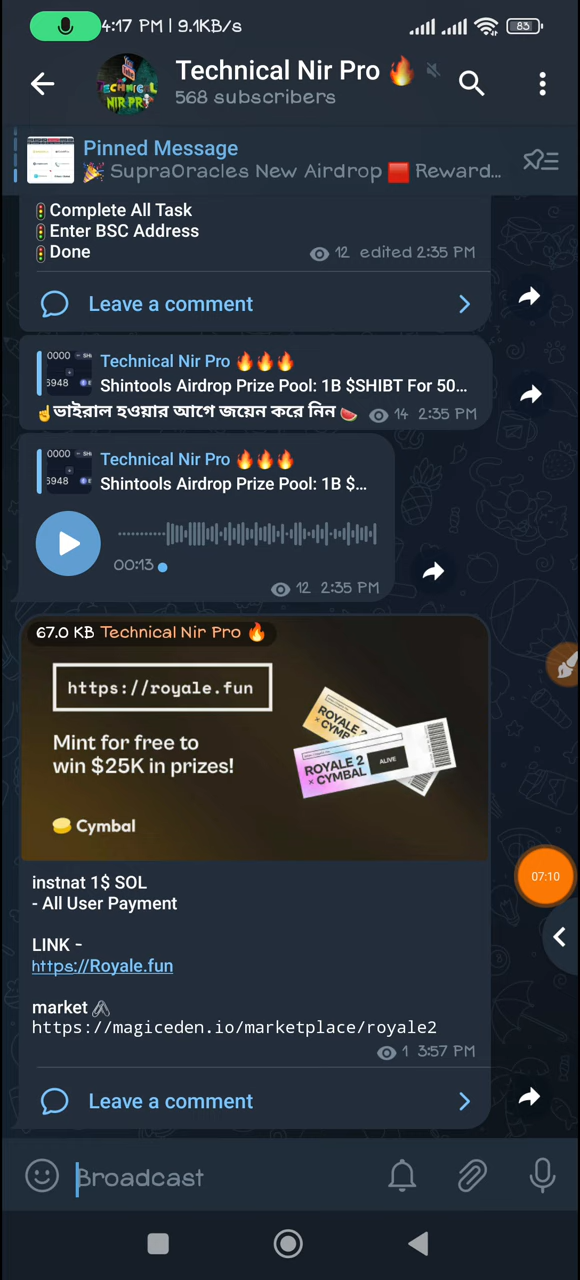 4:17 PM | 9.1KB/s
83
Technical Nir Pro 🔥
568 subscribers
Pinned Message
🎉 SupraOracles New Airdrop 🟥 Reward...
🚦Complete All Task
🚦Enter BSC Address
🚦Done
12 edited 2:35 PM
Leave a comment
Technical Nir Pro 🔥🔥🔥
Shintools Airdrop Prize Pool: 1B $SHIBT For 50...
☝️ভাইরাল হওয়ার আগে জয়েন করে নিন 🍉
14 2:35 PM
Technical Nir Pro 🔥🔥🔥
Shintools Airdrop Prize Pool: 1B $...
00:13
12 2:35 PM
67.0 KB Technical Nir Pro 🔥
https://royale.fun
Mint for free to
win $25K in prizes!
Cymbal
ROYALE 2
x CYMBAL
ALIVE
instnat 1$ SOL
- All User Payment
LINK -
https://Royale.fun
market 🖇
https://magiceden.io/marketplace/royale2
1 3:57 PM
07:10
Leave a comment
Broadcast